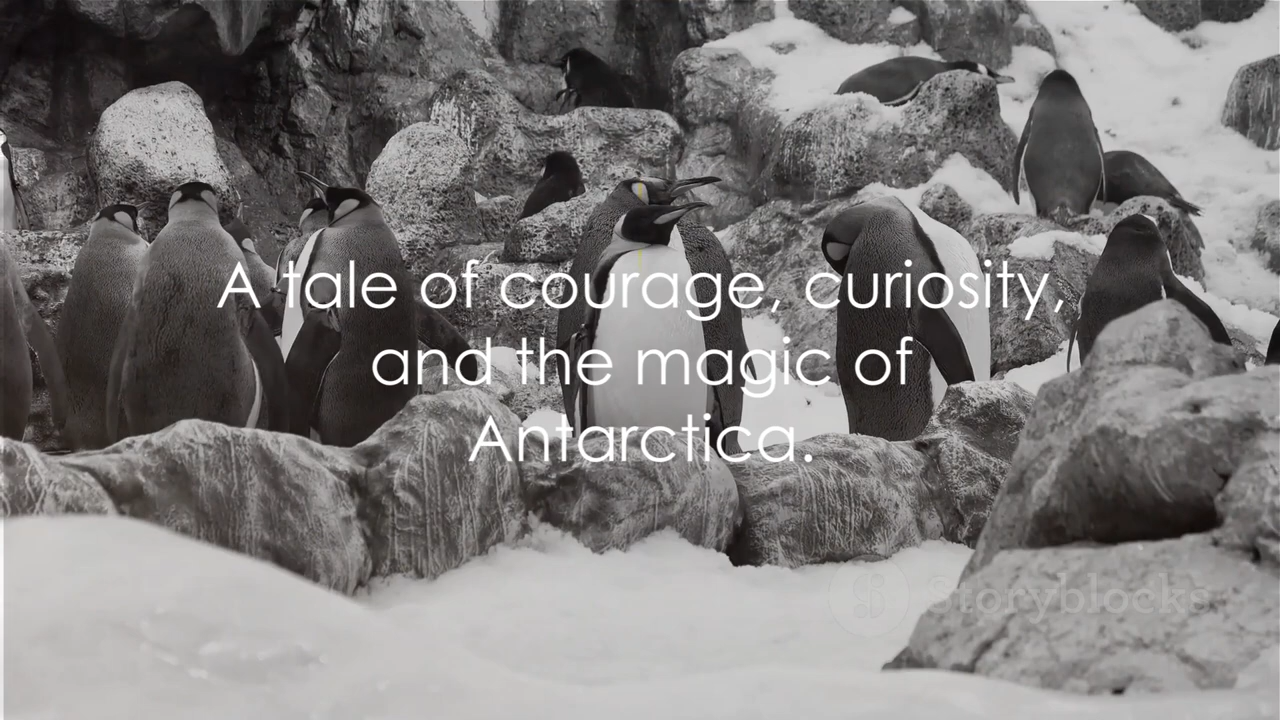 A tale of courage, curiosity,
and the magic of
Antarctica.
Storyblocks